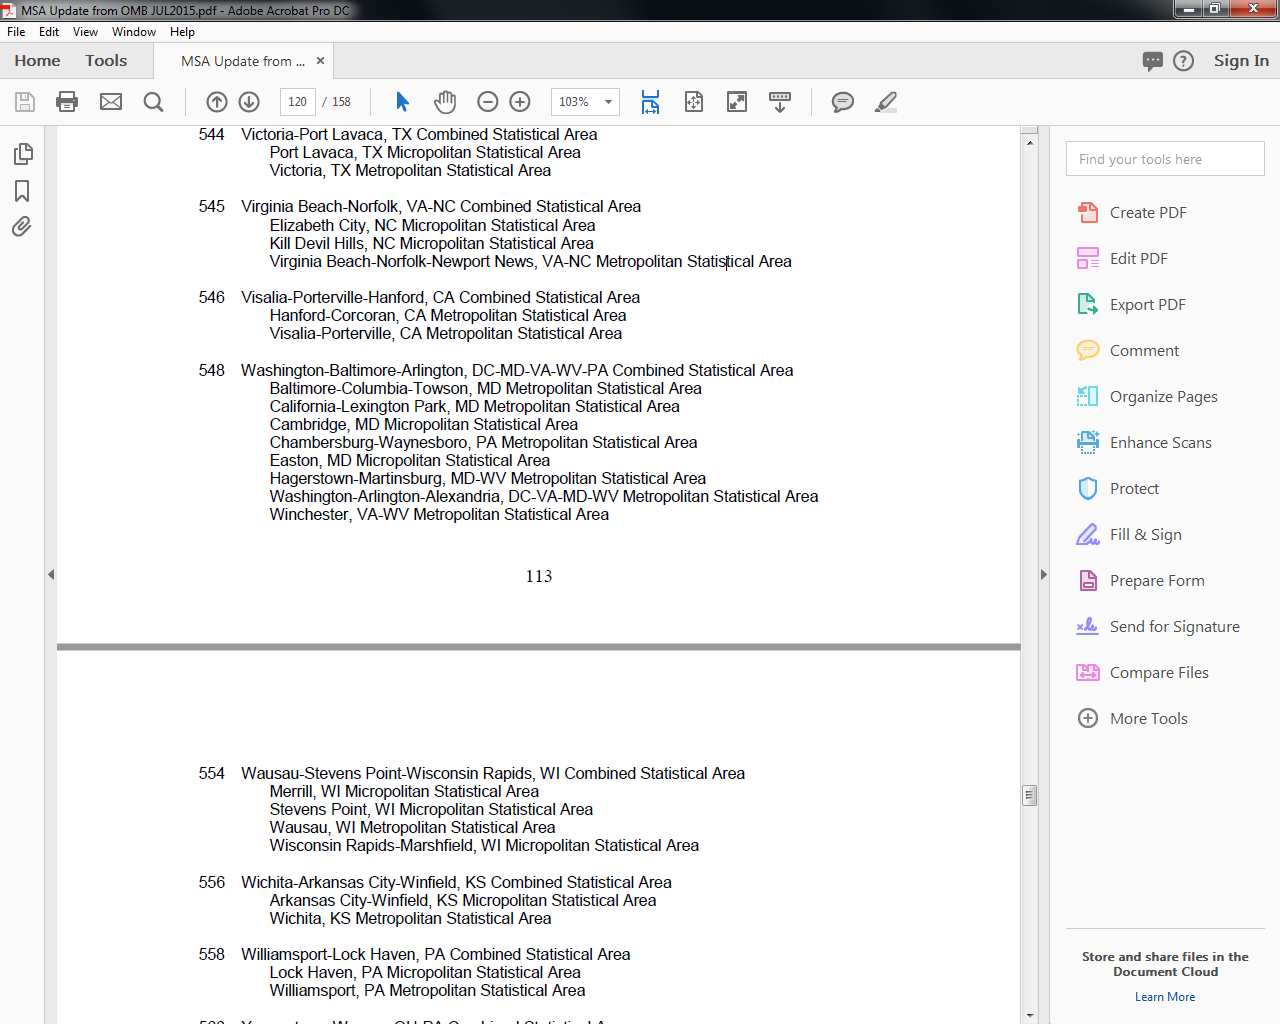 MSA Update from OMB JUL2015.pdf - Adobe Acrobat Pro DC
File Edit View Window Help
Home Tools MSA Update from ... × Sign In
120 / 158 103%
544 Victoria-Port Lavaca, TX Combined Statistical Area
Port Lavaca, TX Micropolitan Statistical Area
Victoria, TX Metropolitan Statistical Area
545 Virginia Beach-Norfolk, VA-NC Combined Statistical Area
Elizabeth City, NC Micropolitan Statistical Area
Kill Devil Hills, NC Micropolitan Statistical Area
Virginia Beach-Norfolk-Newport News, VA-NC Metropolitan Statistical Area
546 Visalia-Porterville-Hanford, CA Combined Statistical Area
Hanford-Corcoran, CA Metropolitan Statistical Area
Visalia-Porterville, CA Metropolitan Statistical Area
548 Washington-Baltimore-Arlington, DC-MD-VA-WV-PA Combined Statistical Area
Baltimore-Columbia-Towson, MD Metropolitan Statistical Area
California-Lexington Park, MD Metropolitan Statistical Area
Cambridge, MD Micropolitan Statistical Area
Chambersburg-Waynesboro, PA Metropolitan Statistical Area
Easton, MD Micropolitan Statistical Area
Hagerstown-Martinsburg, MD-WV Metropolitan Statistical Area
Washington-Arlington-Alexandria, DC-VA-MD-WV Metropolitan Statistical Area
Winchester, VA-WV Metropolitan Statistical Area
113
554 Wausau-Stevens Point-Wisconsin Rapids, WI Combined Statistical Area
Merrill, WI Micropolitan Statistical Area
Stevens Point, WI Micropolitan Statistical Area
Wausau, WI Metropolitan Statistical Area
Wisconsin Rapids-Marshfield, WI Micropolitan Statistical Area
556 Wichita-Arkansas City-Winfield, KS Combined Statistical Area
Arkansas City-Winfield, KS Micropolitan Statistical Area
Wichita, KS Metropolitan Statistical Area
558 Williamsport-Lock Haven, PA Combined Statistical Area
Lock Haven, PA Micropolitan Statistical Area
Williamsport, PA Metropolitan Statistical Area
Find your tools here
Create PDF
Edit PDF
Export PDF
Comment
Organize Pages
Enhance Scans
Protect
Fill & Sign
Prepare Form
Send for Signature
Compare Files
More Tools
Store and share files in the
Document Cloud
Learn More